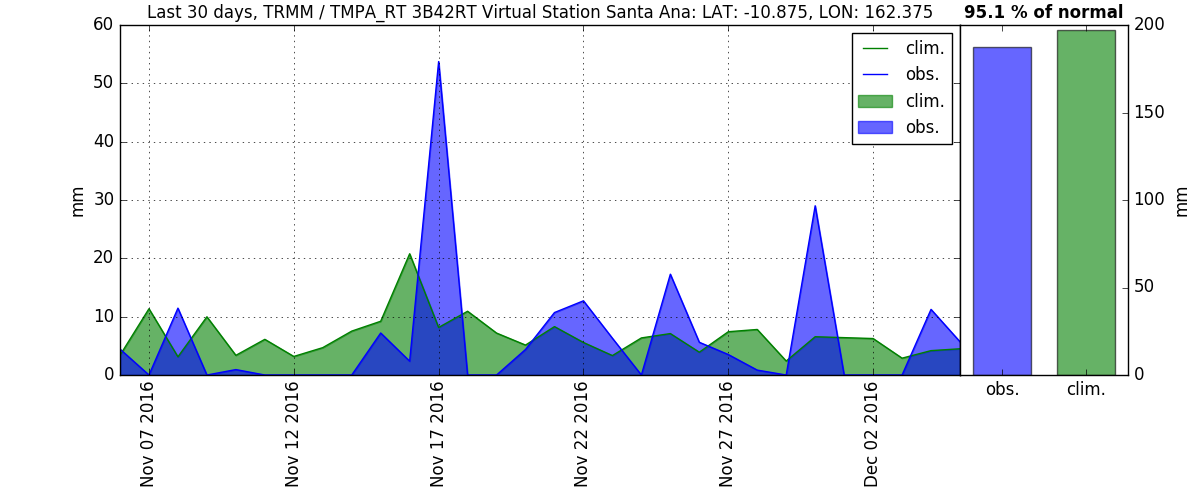 Last 30 days, TRMM / TMPA_RT 3B42RT Virtual Station Santa Ana: LAT: -10.875, LON: 162.375
95.1 % of normal
60
50
40
30
20
10
0
mm
clim.
obs.
clim.
obs.
Nov 07 2016
Nov 12 2016
Nov 17 2016
Nov 22 2016
Nov 27 2016
Dec 02 2016
200
150
100
50
0
mm
obs.
clim.